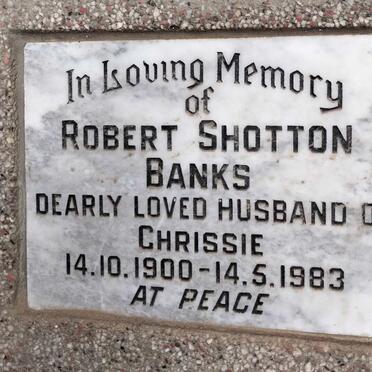 In Loving Memory
of
ROBERT SHOTTON
BANKS
DEARLY LOVED HUSBAND O
CHRISSIE
14.10.1900-14.5.1983
AT PEACE